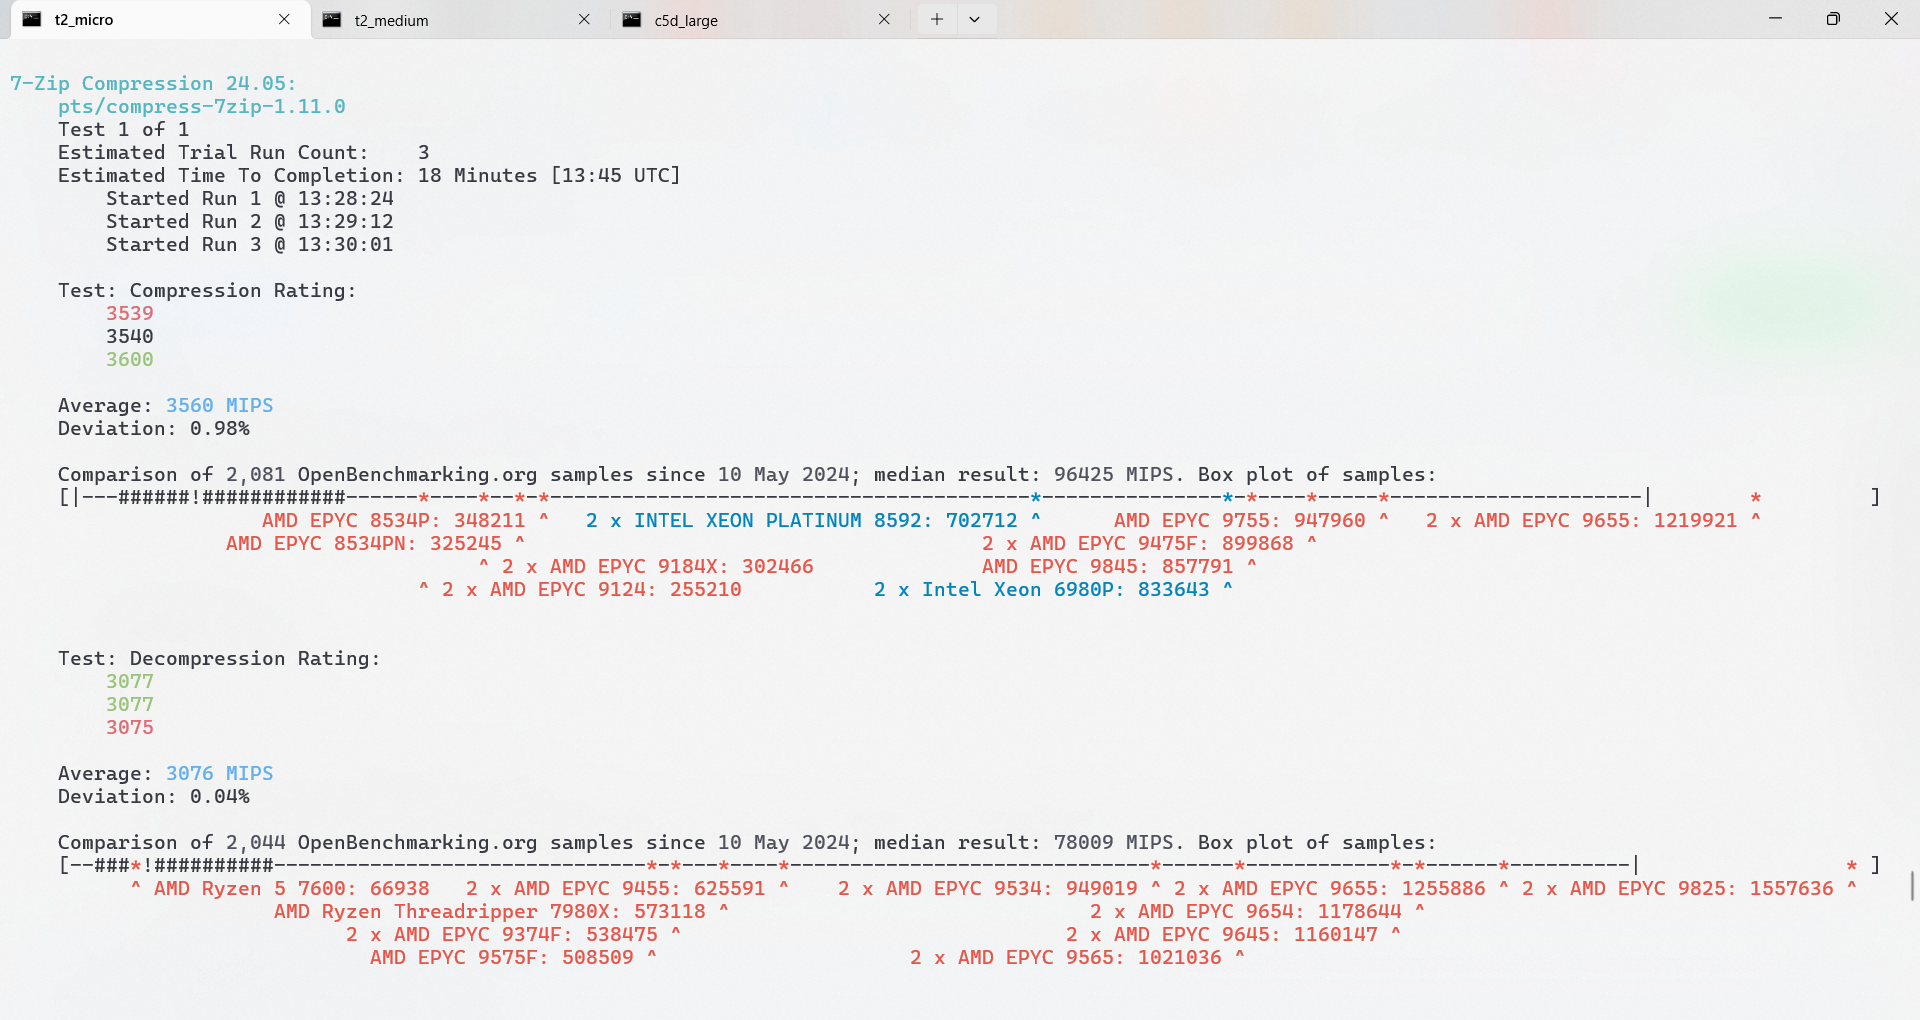 t2_micro t2_medium c5d_large
7-Zip Compression 24.05:
pts/compress-7zip-1.11.0
Test 1 of 1
Estimated Trial Run Count:    3
Estimated Time To Completion: 18 Minutes [13:45 UTC]
Started Run 1 @ 13:28:24
Started Run 2 @ 13:29:12
Started Run 3 @ 13:30:01
Test: Compression Rating:
3539
3540
3600
Average: 3560 MIPS
Deviation: 0.98%
Comparison of 2,081 OpenBenchmarking.org samples since 10 May 2024; median result: 96425 MIPS. Box plot of samples:
[|---######!############------*----*--*-*----------------------------------------*---------------*-*----*-----*---------------------|        *         ]
AMD EPYC 8534P: 348211 ^   2 x INTEL XEON PLATINUM 8592: 702712 ^      AMD EPYC 9755: 947960 ^   2 x AMD EPYC 9655: 1219921 ^
AMD EPYC 8534PN: 325245 ^                                      2 x AMD EPYC 9475F: 899868 ^
^ 2 x AMD EPYC 9184X: 302466              AMD EPYC 9845: 857791 ^
^ 2 x AMD EPYC 9124: 255210           2 x Intel Xeon 6980P: 833643 ^
Test: Decompression Rating:
3077
3077
3075
Average: 3076 MIPS
Deviation: 0.04%
Comparison of 2,044 OpenBenchmarking.org samples since 10 May 2024; median result: 78009 MIPS. Box plot of samples:
[--###*!##########-------------------------------*-*---*----*------------------------------*------*------------*-*------*----------|                 * ]
^ AMD Ryzen 5 7600: 66938   2 x AMD EPYC 9455: 625591 ^    2 x AMD EPYC 9534: 949019 ^ 2 x AMD EPYC 9655: 1255886 ^ 2 x AMD EPYC 9825: 1557636 ^
AMD Ryzen Threadripper 7980X: 573118 ^                              2 x AMD EPYC 9654: 1178644 ^
2 x AMD EPYC 9374F: 538475 ^                                2 x AMD EPYC 9645: 1160147 ^
AMD EPYC 9575F: 508509 ^                     2 x AMD EPYC 9565: 1021036 ^